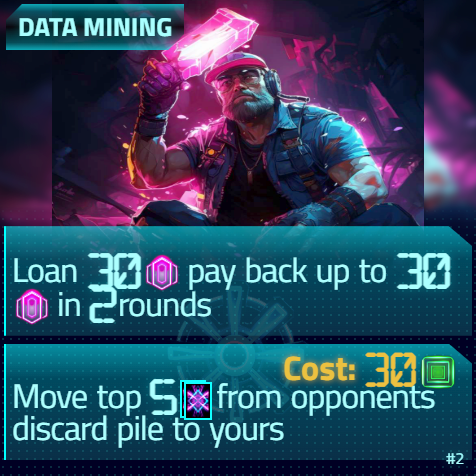 DATA MINING
Loan 30 pay back up to 30
in 2 rounds
Cost: 30
Move top 5 from opponents
discard pile to yours
#2